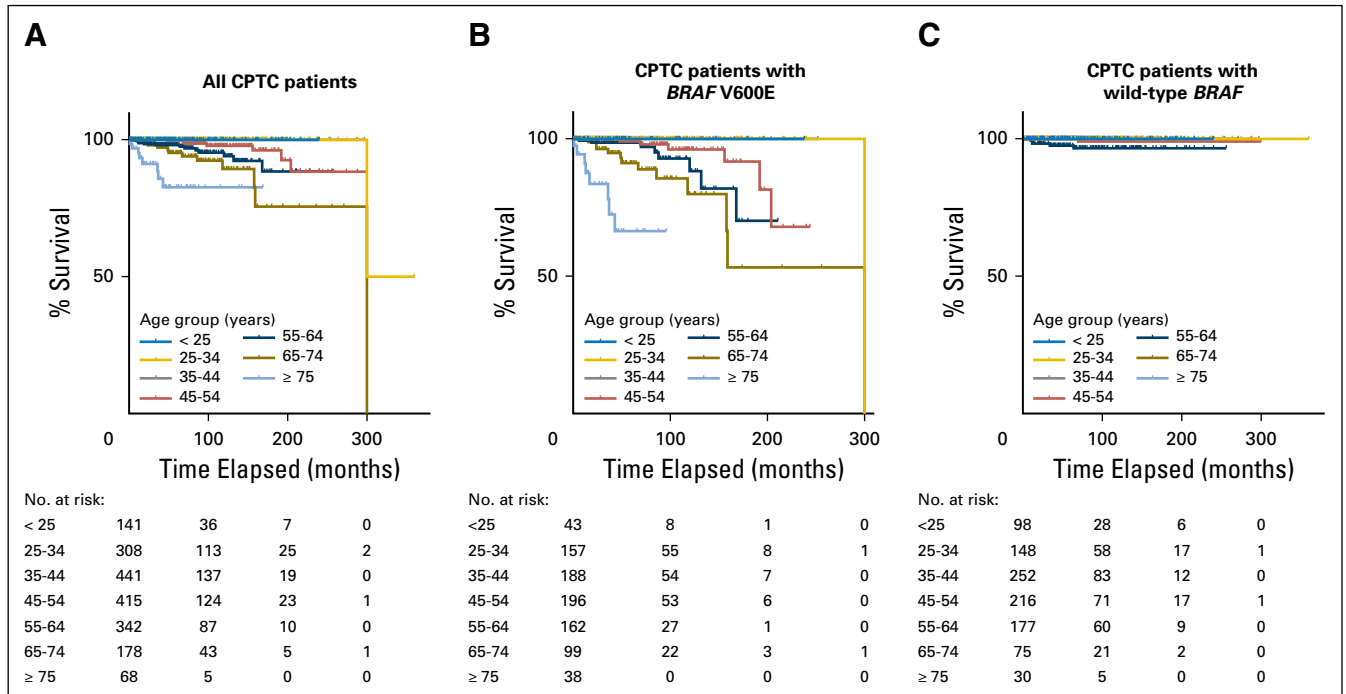 A
All CPTC patients
100
50
% Survival
Age group (years)
< 25
25-34
35-44
45-54
55-64
65-74
≥ 75
0
100
200
300
Time Elapsed (months)
No. at risk:
< 25 141 36 7 0
25-34 308 113 25 2
35-44 441 137 19 0
45-54 415 124 23 1
55-64 342 87 10 0
65-74 178 43 5 1
≥ 75 68 5 0 0
B
CPTC patients with
BRAF V600E
100
50
% Survival
Age group (years)
< 25
25-34
35-44
45-54
55-64
65-74
≥ 75
0
100
200
300
Time Elapsed (months)
No. at risk:
<25 43 8 1 0
25-34 157 55 8 1
35-44 188 54 7 0
45-54 196 53 6 0
55-64 162 27 1 0
65-74 99 22 3 1
≥ 75 38 0 0 0
C
CPTC patients with
wild-type BRAF
100
50
% Survival
Age group (years)
< 25
25-34
35-44
45-54
55-64
65-74
≥ 75
0
100
200
300
Time Elapsed (months)
No. at risk:
<25 98 28 6 0
25-34 148 58 17 1
35-44 252 83 12 0
45-54 216 71 17 1
55-64 177 60 9 0
65-74 75 21 2 0
≥ 75 30 5 0 0